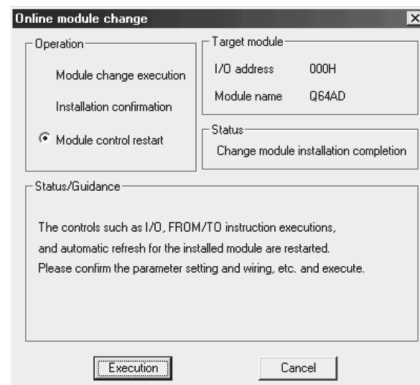 Online module change
Operation
Module change execution
Installation confirmation
Module control restart
Target module
I/O address 000H
Module name Q64AD
Status
Change module installation completion
Status/Guidance
The controls such as I/O, FROM/TO instruction executions,
and automatic refresh for the installed module are restarted.
Please confirm the parameter setting and wiring, etc. and execute.
Execution
Cancel